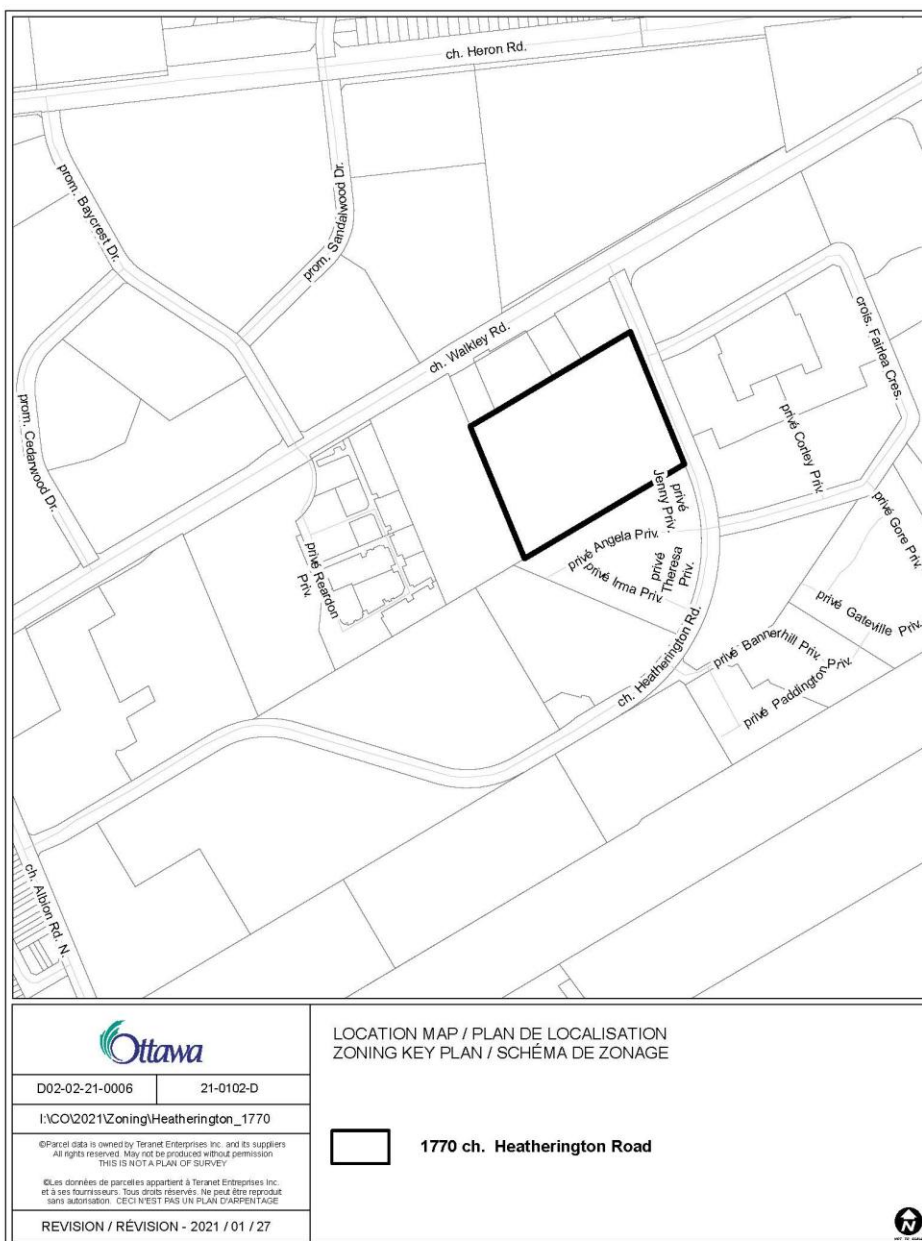 ch. Heron Rd.
prom. Baycrest Dr.
prom. Sandalwood Dr.
ch. Walkley Rd.
crois. Fairlea Cres.
prom. Cedarwood Dr.
privé Corley Priv.
privé
Jenny Priv.
privé Gore Priv.
privé Angela Priv.
privé Reardon
Priv.
privé Irma Priv.
privé
Theresa
Priv.
privé Gateville Priv.
privé Bannerhill Priv.
ch. Heatherington Rd.
privé Paddington Priv.
ch. Albion Rd. N.
Ottawa
D02-02-21-0006
21-0102-D
I:\CO\2021\Zoning\Heatherington_1770
©Parcel data is owned by Teranet Enterprises Inc. and its suppliers
All rights reserved. May not be produced without permission
THIS IS NOT A PLAN OF SURVEY
©Les données de parcelles appartient à Teranet Entreprises Inc.
et à ses fournisseurs. Tous droits réservés. Ne peut être reproduit
sans autorisation. CECI N'EST PAS UN PLAN D'ARPENTAGE
REVISION / RÉVISION - 2021 / 01 / 27
LOCATION MAP / PLAN DE LOCALISATION
ZONING KEY PLAN / SCHÉMA DE ZONAGE
1770 ch. Heatherington Road
N